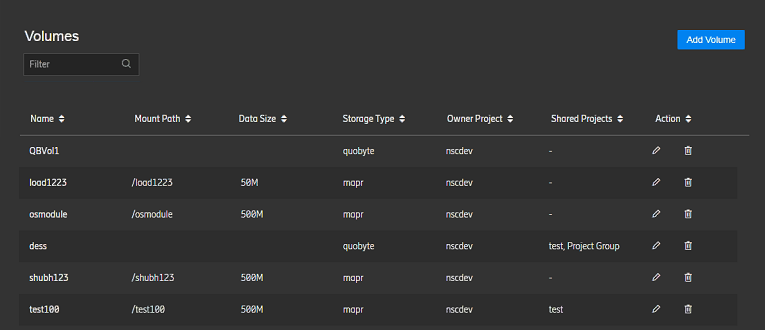 Volumes
Add Volume
Filter
Name Mount Path Data Size Storage Type Owner Project Shared Projects Action
QBVol1 quobyte nscdev -
load1223 /load1223 50M mapr nscdev -
osmodule /osmodule 500M mapr nscdev -
dess quobyte nscdev test, Project Group
shubh123 /shubh123 500M mapr nscdev -
test100 /test100 500M mapr nscdev test